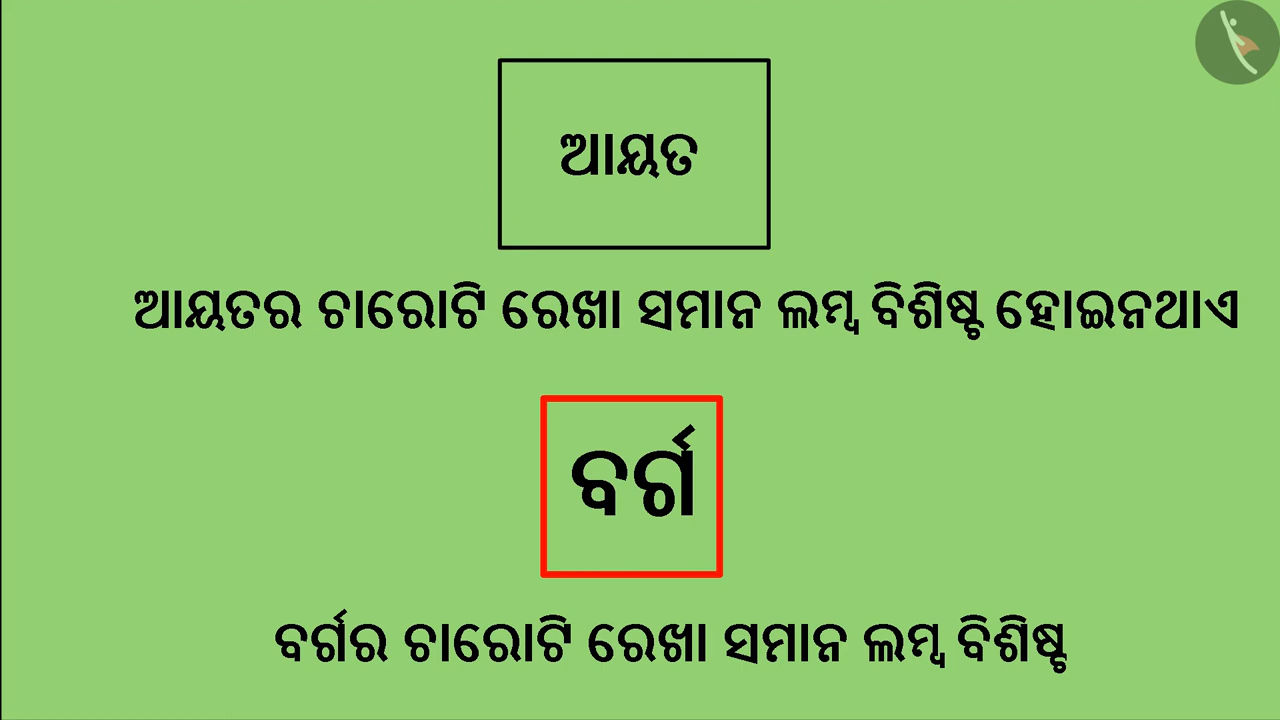 ଆୟତ
ଆୟତର ଚାରୋଟି ରେଖା ସମାନ ଲମ୍ବ ବିଶିଷ୍ଟ ହୋଇନଥାଏ
ବର୍ଗ
ବର୍ଗର ଚାରୋଟି ରେଖା ସମାନ ଲମ୍ବ ବିଶିଷ୍ଟ